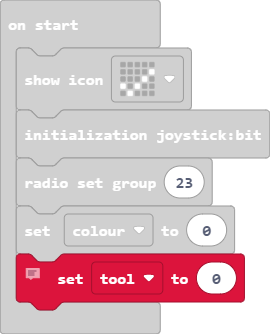 on start
show icon
initialization joystick:bit
radio set group 23
set colour to 0
set tool to 0